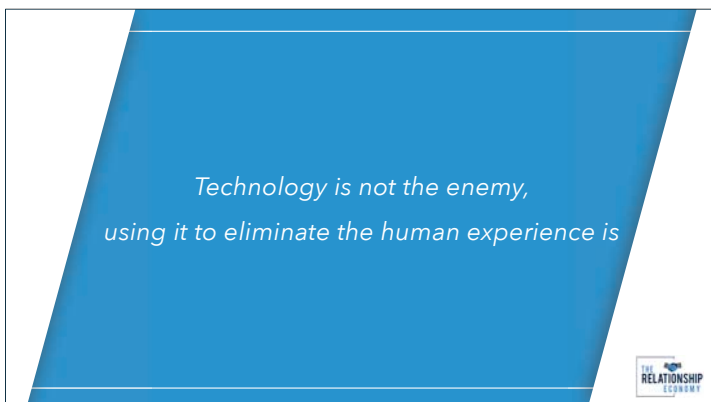 Technology is not the enemy,
using it to eliminate the human experience is
THE
RELATIONSHIP
ECONOMY